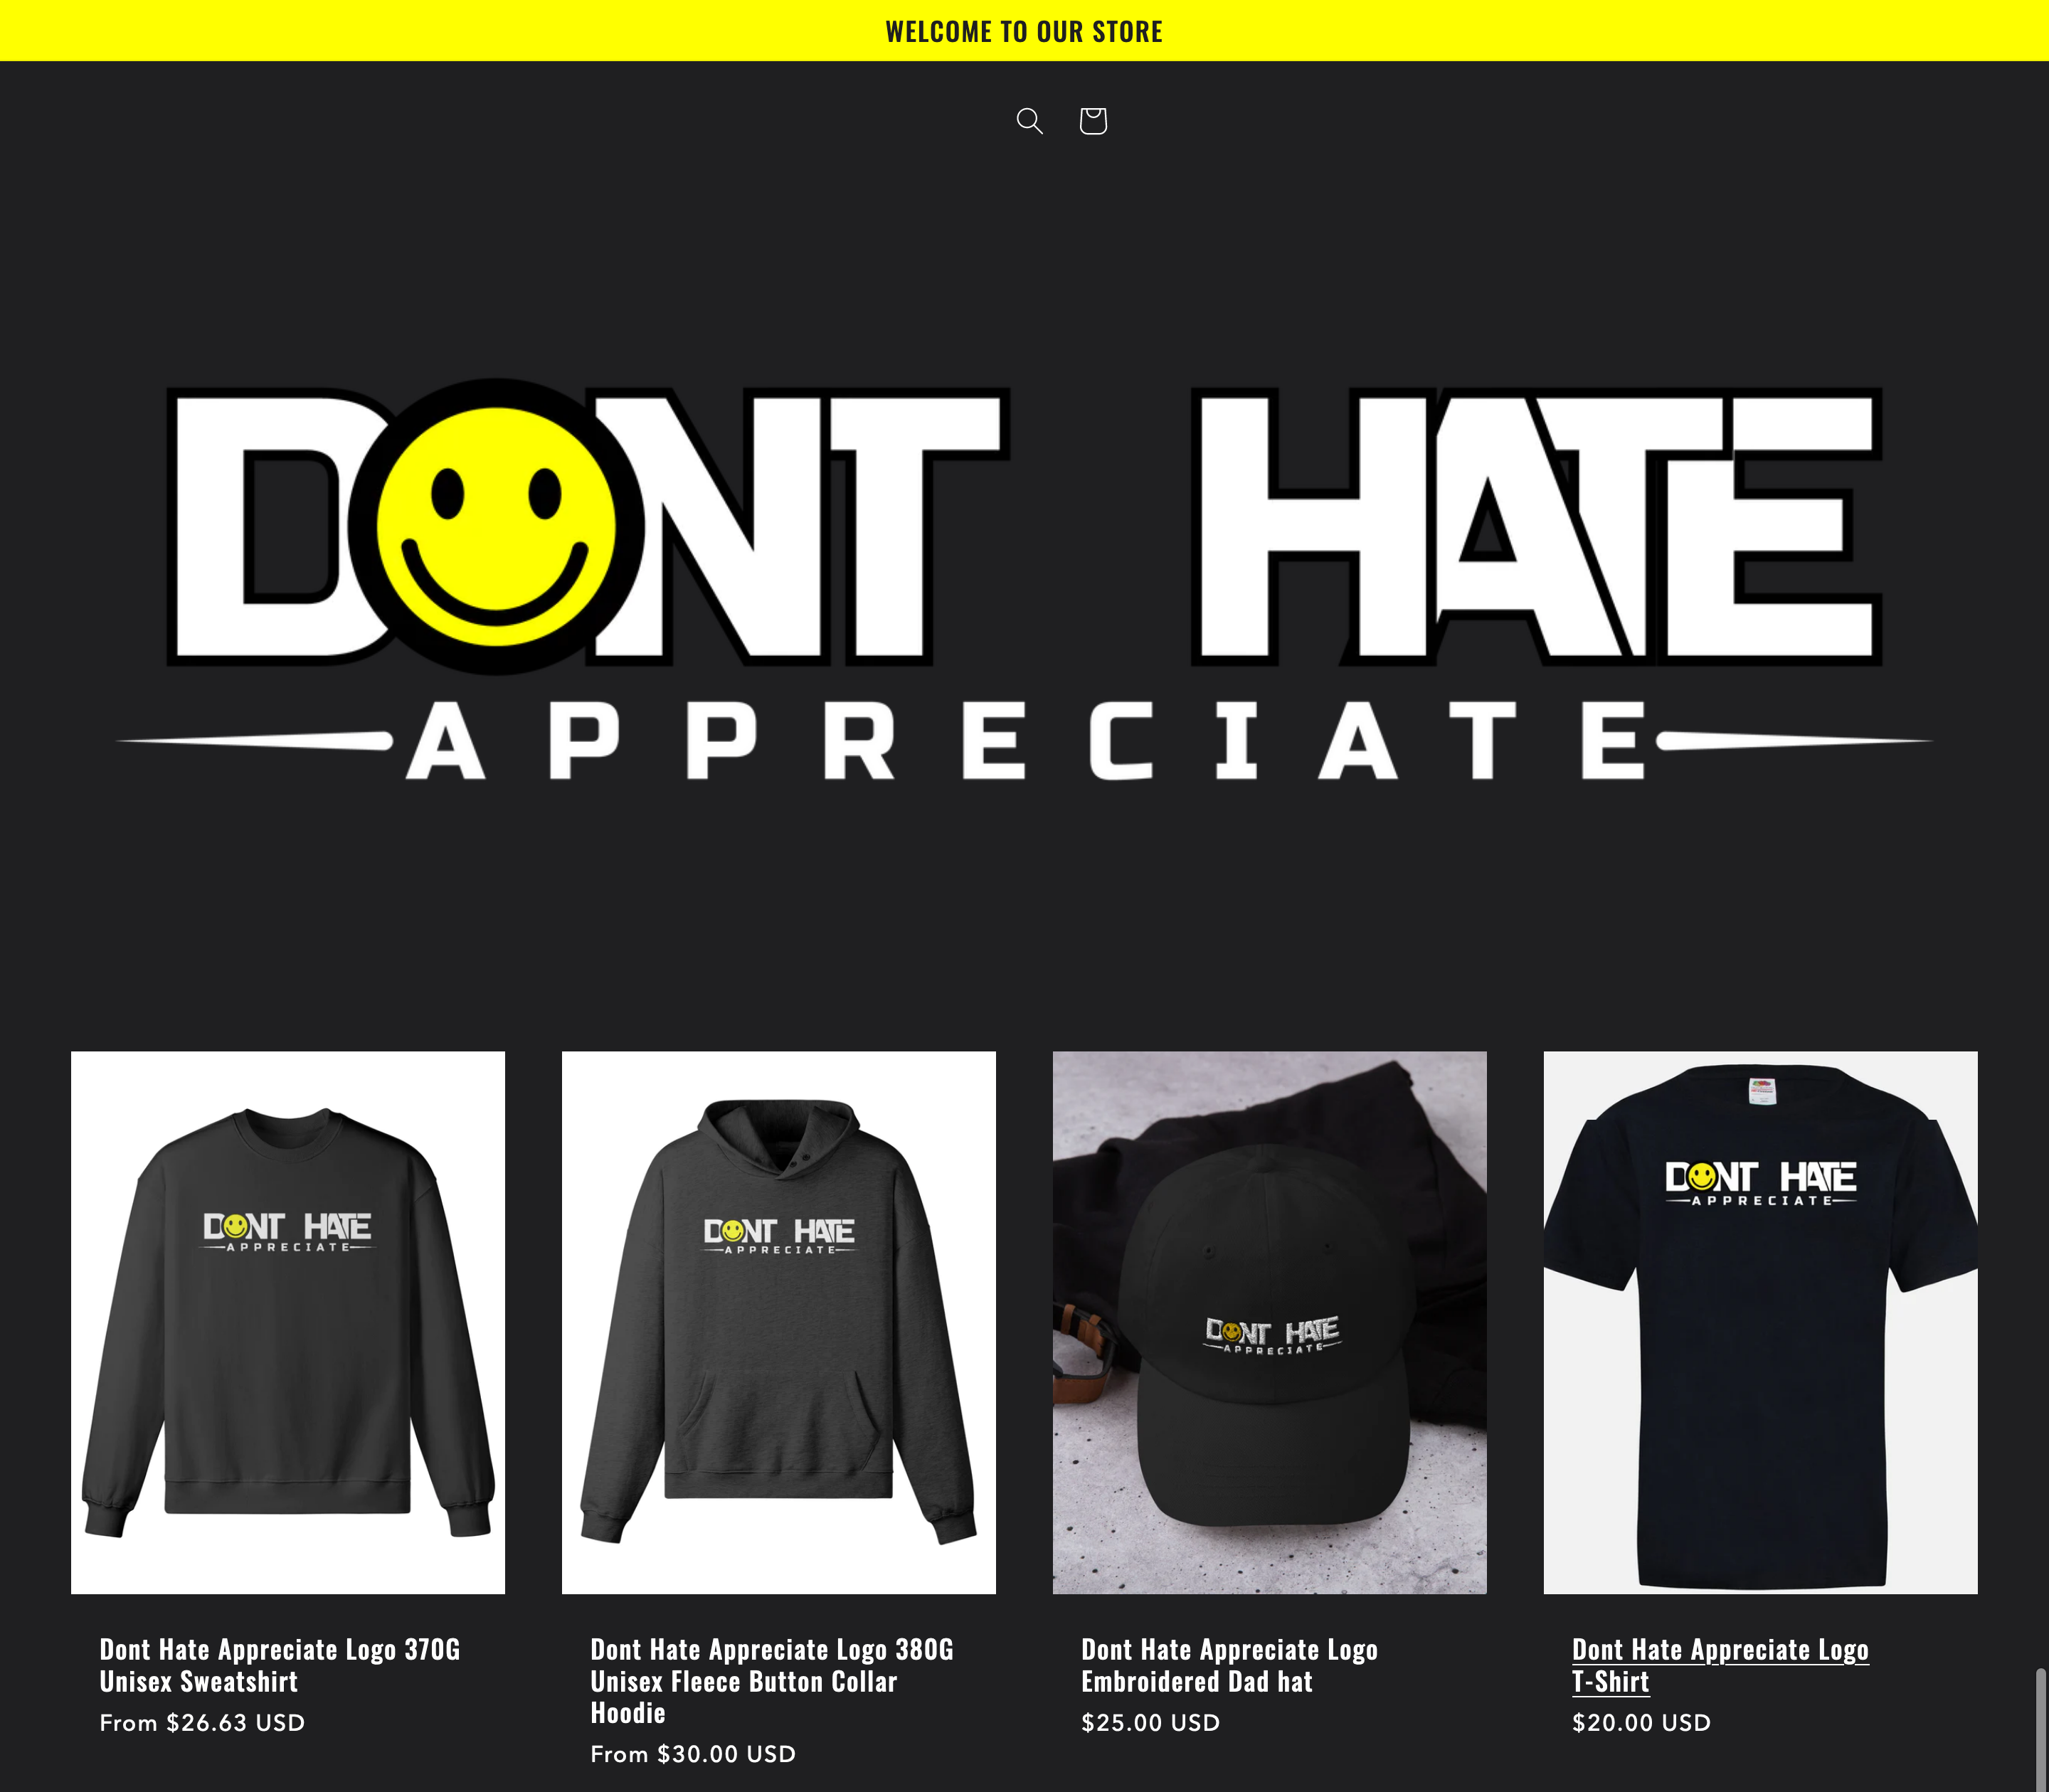 WELCOME TO OUR STORE
DONT HATE
APPRECIATE
DONT HATE
APPRECIATE
DONT HATE
APPRECIATE
DONT HATE
APPRECIATE
DONT HATE
APPRECIATE
Dont Hate Appreciate Logo 370G
Unisex Sweatshirt
From $26.63 USD
Dont Hate Appreciate Logo 380G
Unisex Fleece Button Collar
Hoodie
From $30.00 USD
Dont Hate Appreciate Logo
Embroidered Dad hat
$25.00 USD
Dont Hate Appreciate Logo
T-Shirt
$20.00 USD